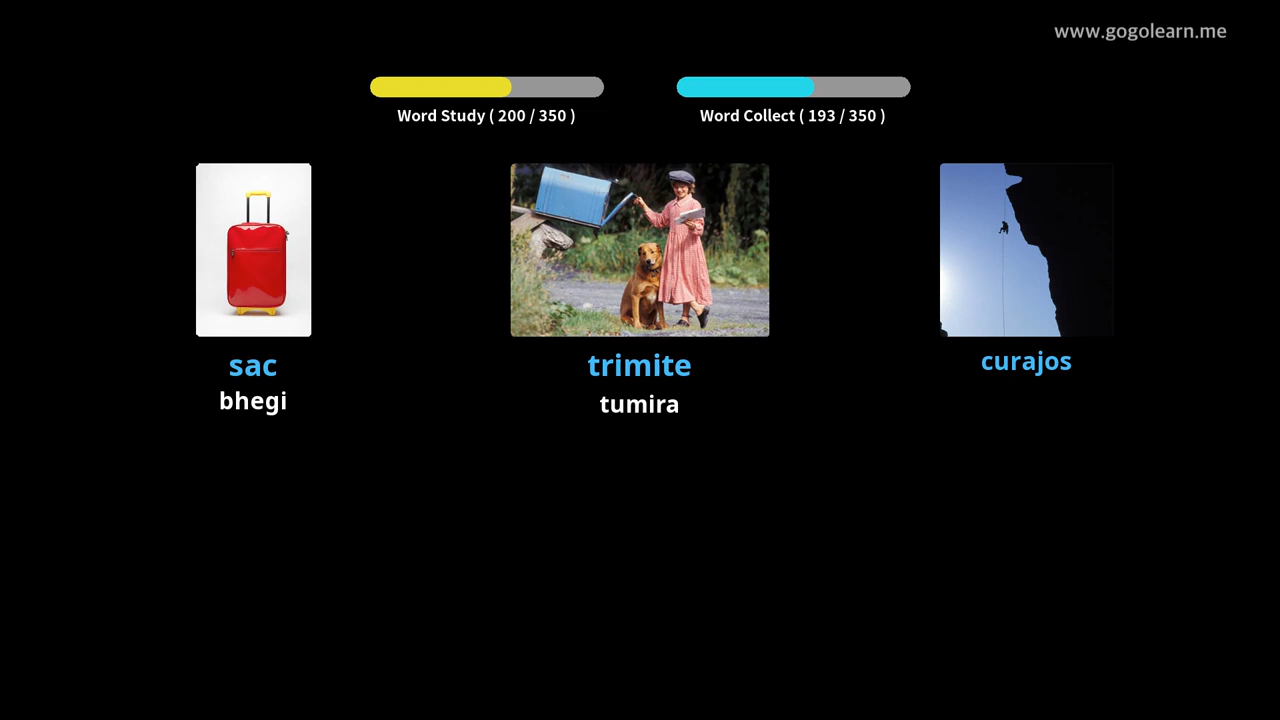 www.gogolearn.me
Word Study ( 200 / 350 )
Word Collect ( 193 / 350 )
sac
bhegi
trimite
tumira
curajos